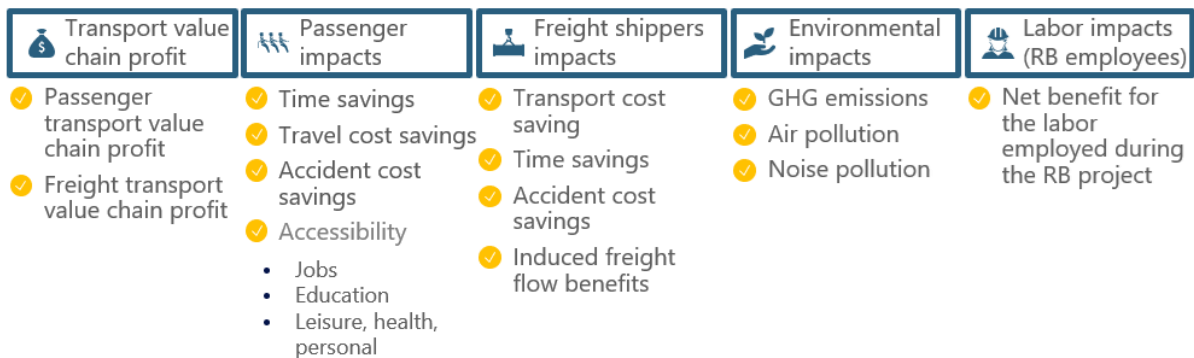 Transport value
chain profit
Passenger
transport value
chain profit
Freight transport
value chain profit
Passenger
impacts
Time savings
Travel cost savings
Accident cost
savings
Accessibility
• Jobs
• Education
• Leisure, health,
personal
Freight shippers
impacts
Transport cost
saving
Time savings
Accident cost
savings
Induced freight
flow benefits
Environmental
impacts
GHG emissions
Air pollution
Noise pollution
Labor impacts
(RB employees)
Net benefit for
the labor
employed during
the RB project